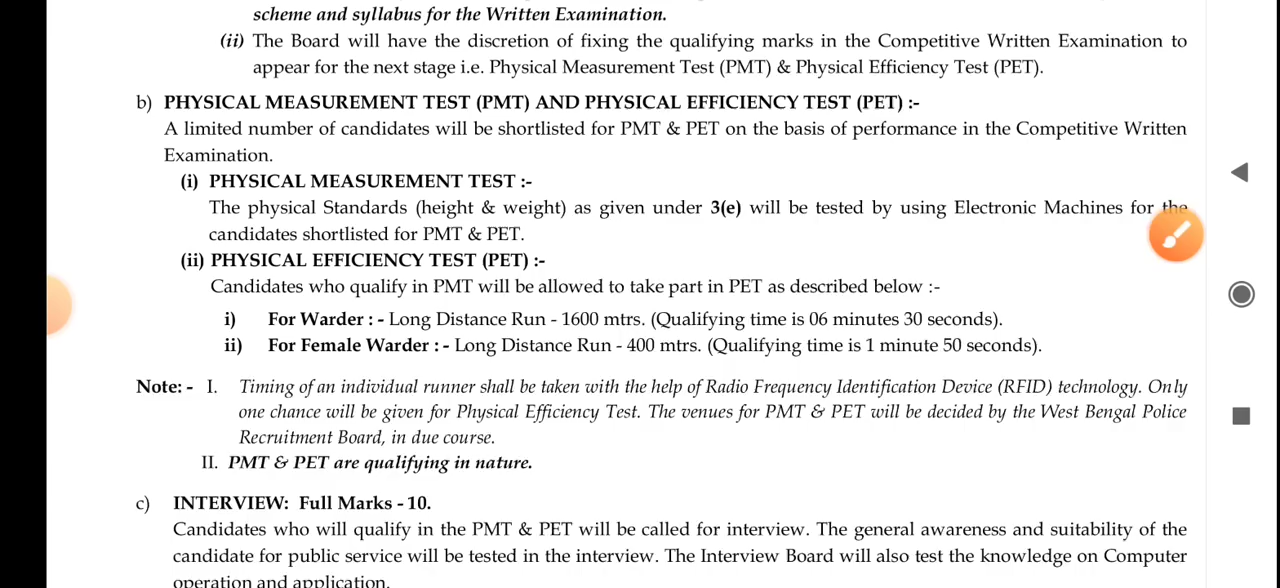 scheme and syllabus for the Written Examination.
(ii) The Board will have the discretion of fixing the qualifying marks in the Competitive Written Examination to
appear for the next stage i.e. Physical Measurement Test (PMT) & Physical Efficiency Test (PET).
b) PHYSICAL MEASUREMENT TEST (PMT) AND PHYSICAL EFFICIENCY TEST (PET) :-
A limited number of candidates will be shortlisted for PMT & PET on the basis of performance in the Competitive Written
Examination.
(i) PHYSICAL MEASUREMENT TEST :-
The physical Standards (height & weight) as given under 3(e) will be tested by using Electronic Machines for the
candidates shortlisted for PMT & PET.
(ii) PHYSICAL EFFICIENCY TEST (PET) :-
Candidates who qualify in PMT will be allowed to take part in PET as described below :-
i) For Warder : - Long Distance Run - 1600 mtrs. (Qualifying time is 06 minutes 30 seconds).
ii) For Female Warder : - Long Distance Run - 400 mtrs. (Qualifying time is 1 minute 50 seconds).
Note: - I. Timing of an individual runner shall be taken with the help of Radio Frequency Identification Device (RFID) technology. Only
one chance will be given for Physical Efficiency Test. The venues for PMT & PET will be decided by the West Bengal Police
Recruitment Board, in due course.
II. PMT & PET are qualifying in nature.
c) INTERVIEW: Full Marks - 10.
Candidates who will qualify in the PMT & PET will be called for interview. The general awareness and suitability of the
candidate for public service will be tested in the interview. The Interview Board will also test the knowledge on Computer
operation and application.